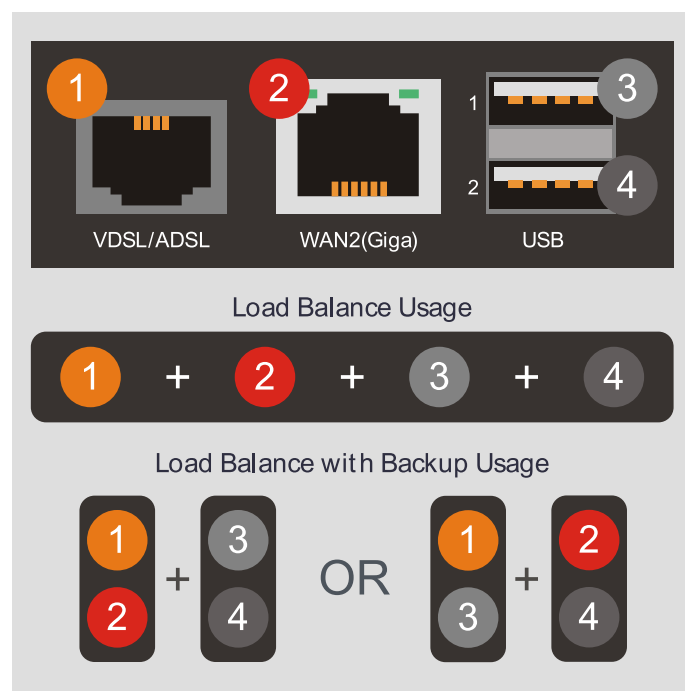 1 2 3
1
2 4
VDSL/ADSL WAN2(Giga) USB
Load Balance Usage
1 + 2 + 3 + 4
Load Balance with Backup Usage
1 3 1 2
+ OR +
2 4 3 4